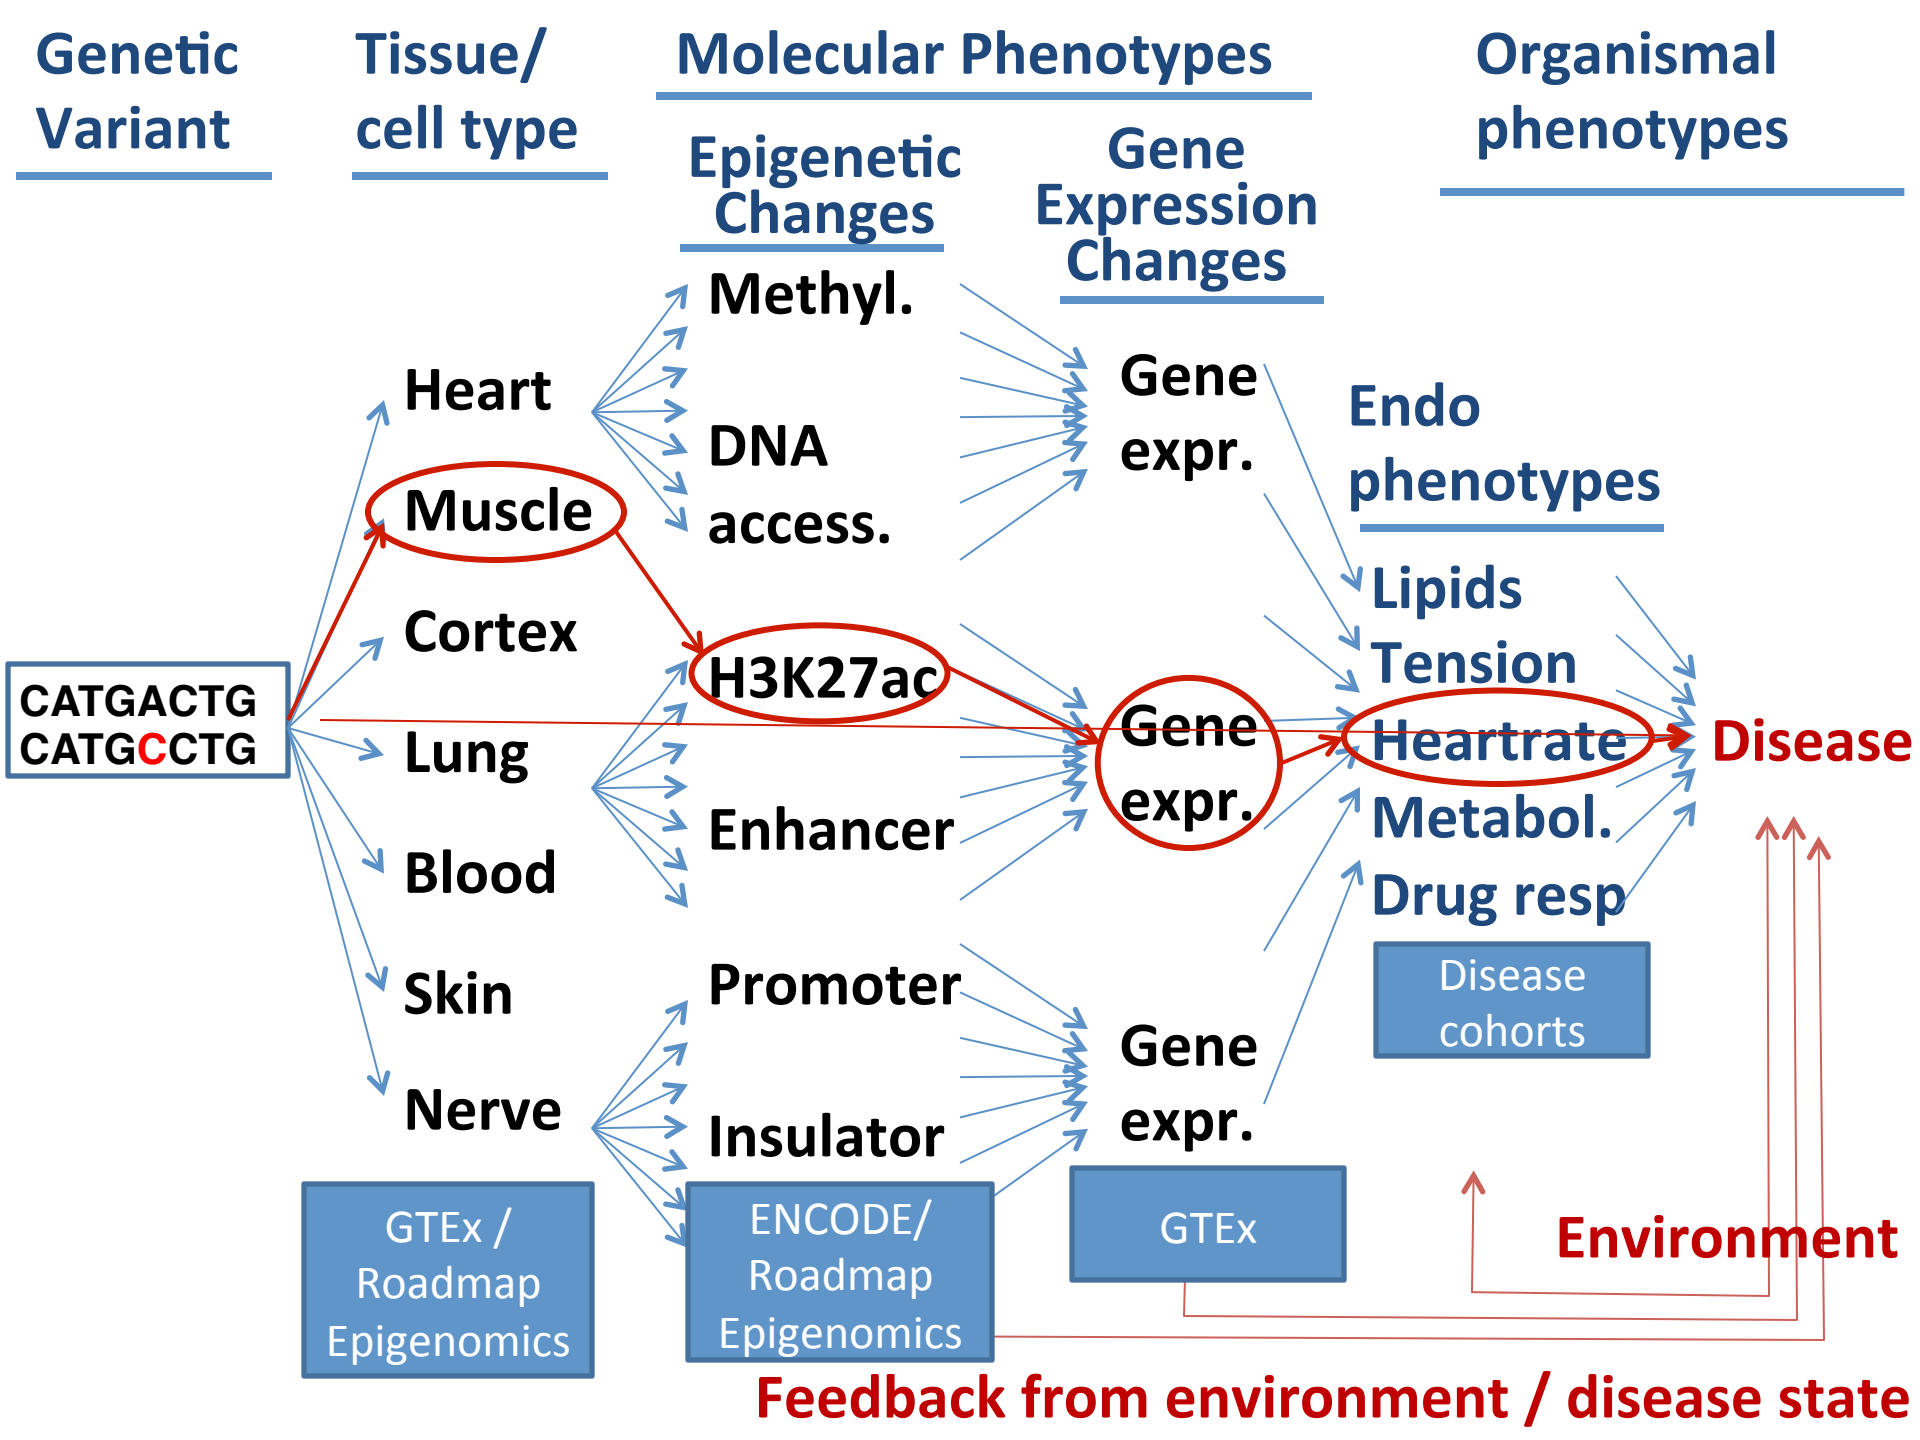 Genetic
Variant
Tissue/
cell type
Molecular Phenotypes
Organismal
phenotypes
Epigenetic
Changes
Gene
Expression
Changes
CATGACTG
CATGCCTG
Heart
Muscle
Cortex
Lung
Blood
Skin
Nerve
GTEx /
Roadmap
Epigenomics
Methyl.
DNA
access.
H3K27ac
Enhancer
Promoter
Insulator
ENCODE/
Roadmap
Epigenomics
Gene
expr.
Gene
expr.
Gene
expr.
GTEx
Endo
phenotypes
Lipids
Tension
Heartrate
Metabol.
Drug resp
Disease
cohorts
Disease
Environment
Feedback from environment / disease state